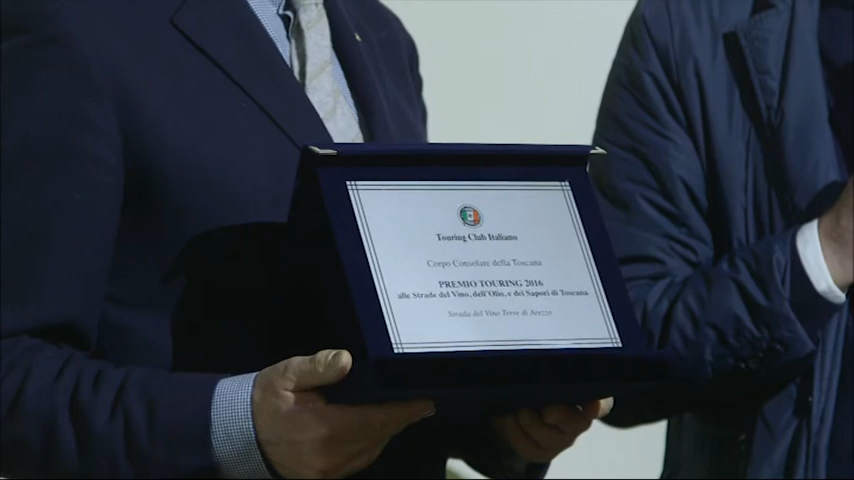 Touring Club Italiano
Corpo Consolare della Toscana
PREMIO TOURING 2016
alle Strade del Vino, dell'Olio, e dei Sapori di Toscana
Strada del Vino Terre di Arezzo